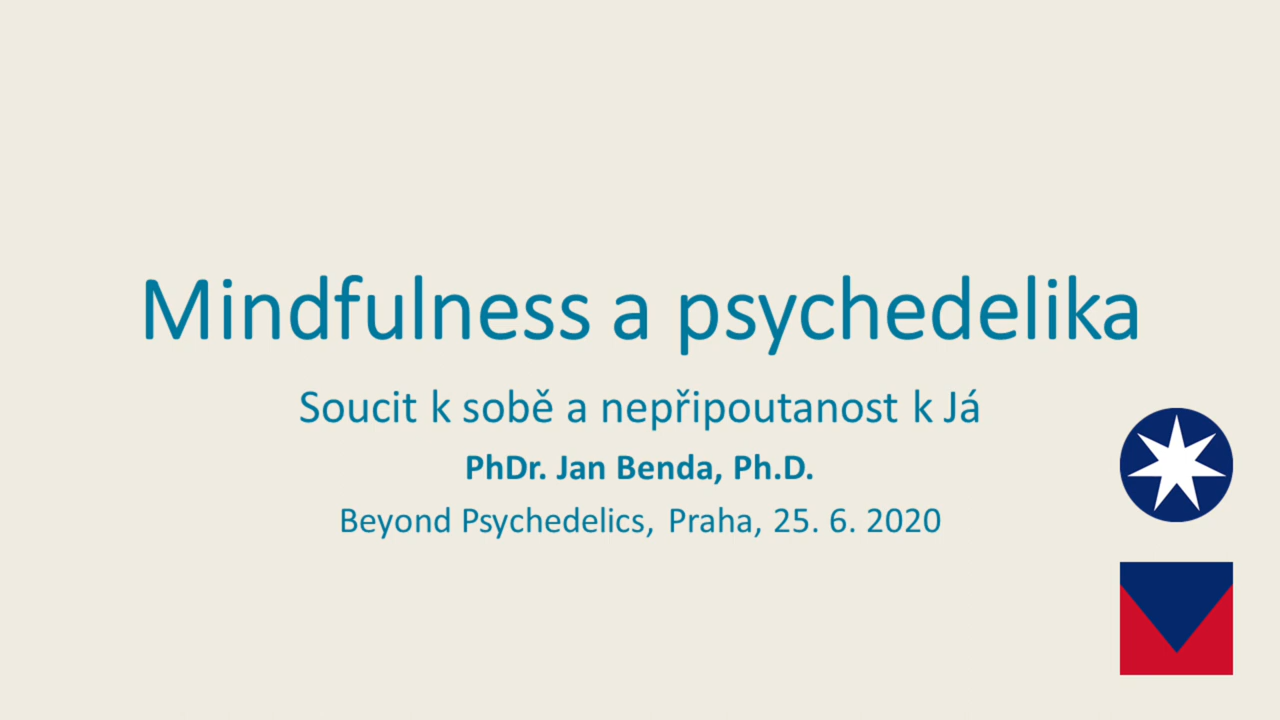 Mindfulness a psychedelika
Soucit k sobě a nepřipoutanost k Já
PhDr. Jan Benda, Ph.D.
Beyond Psychedelics, Praha, 25. 6. 2020